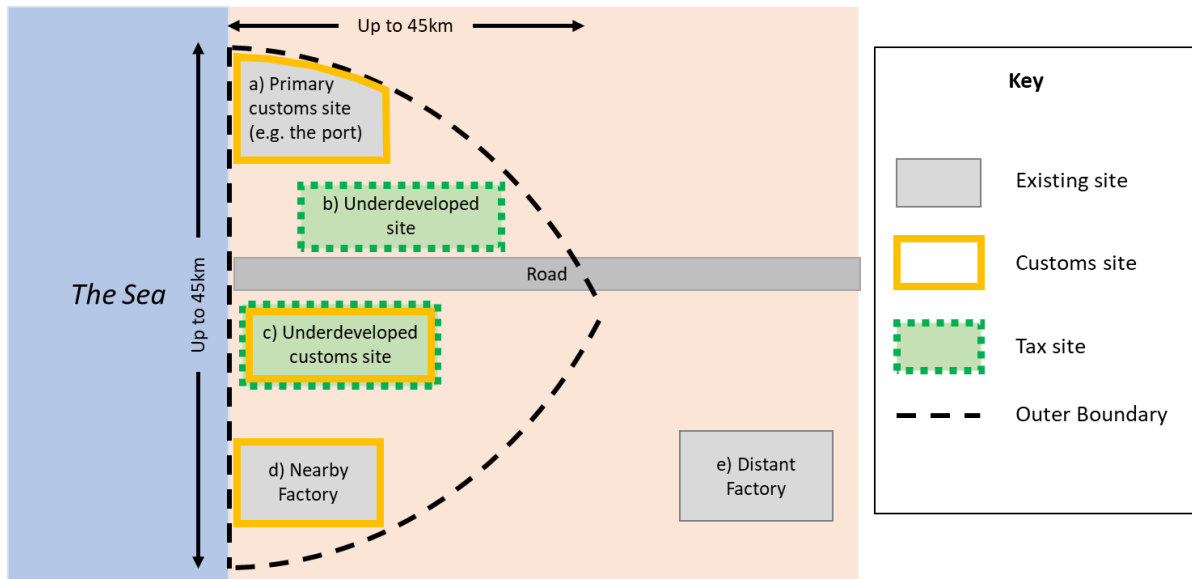 Up to 45km
a) Primary
customs site
(e.g. the port)
b) Underdeveloped
site
Road
The Sea
Up to 45km
c) Underdeveloped
customs site
d) Nearby
Factory
e) Distant
Factory
Key
Existing site
Customs site
Tax site
Outer Boundary